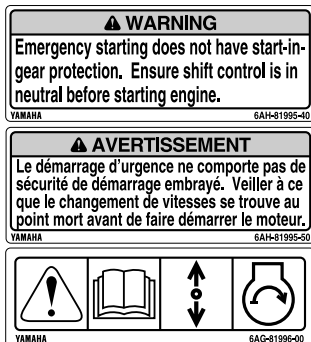 WARNING
Emergency starting does not have start-in-
gear protection. Ensure shift control is in
neutral before starting engine.
YAMAHA 6AH-81995-40
AVERTISSEMENT
Le démarrage d'urgence ne comporte pas de
sécurité de démarrage embrayé. Veiller à ce
que le changement de vitesses se trouve au
point mort avant de faire démarrer le moteur.
YAMAHA 6AH-81995-50
YAMAHA 6AG-81996-00